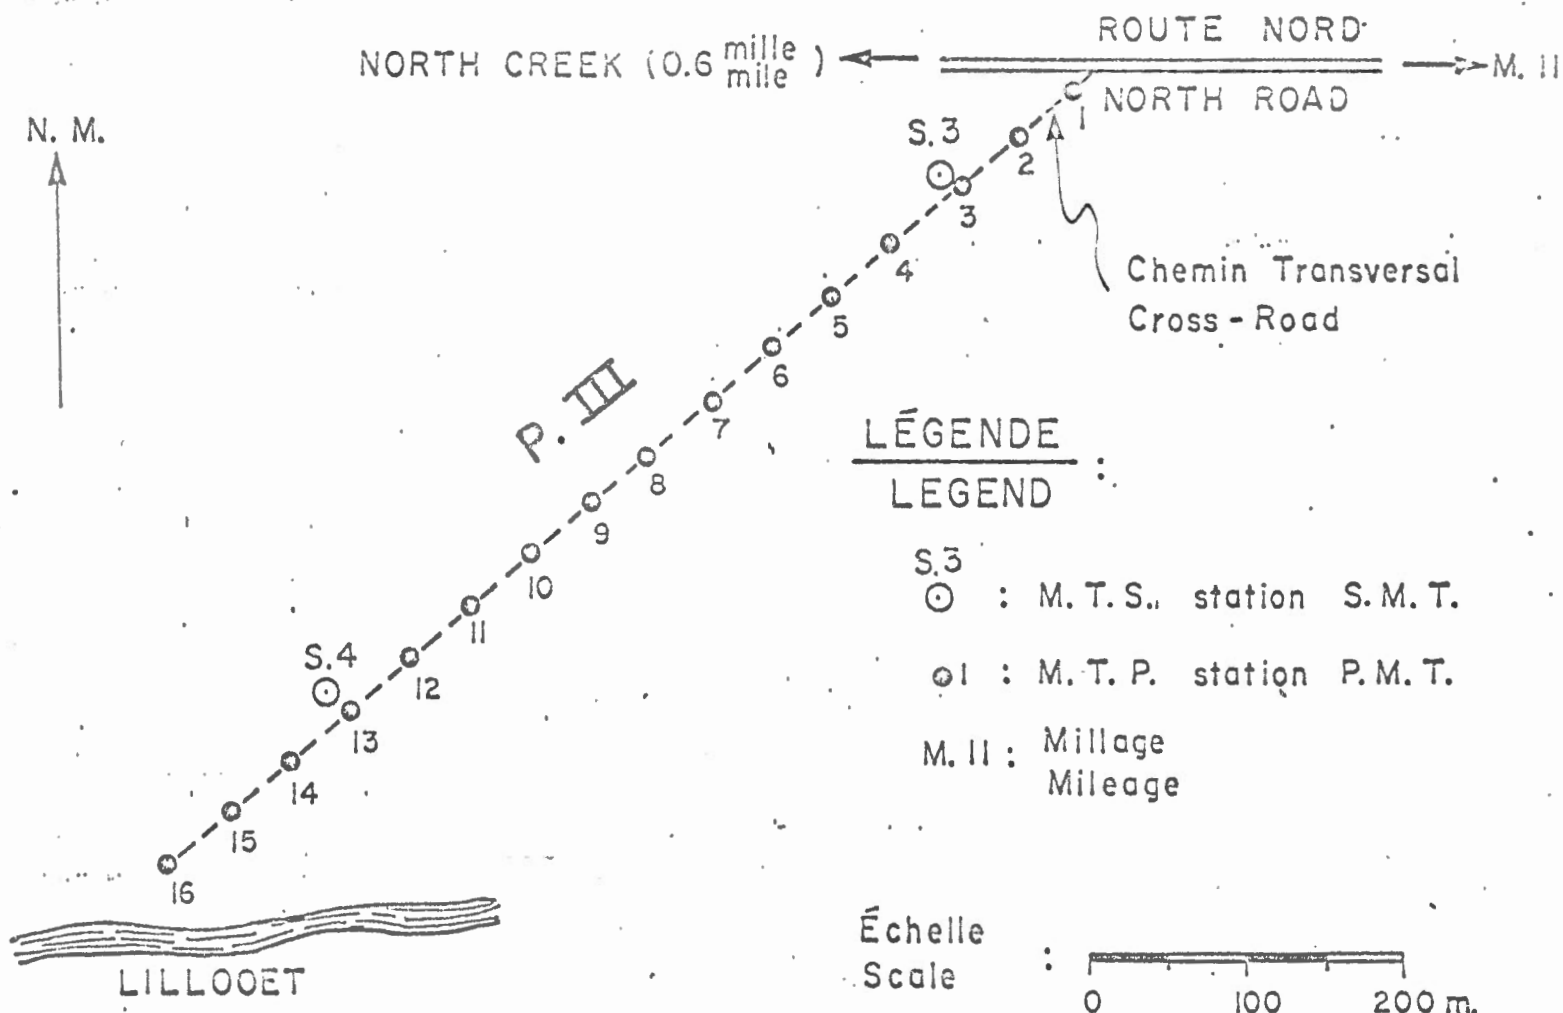 ROUTE NORD
NORTH CREEK (0.6 mille mile)
M. 11
NORTH ROAD
N. M.
1
S.3
2
3
4
Chemin Transversal
Cross-Road
5
6
P. III
7
LÉGENDE
LEGEND :
8
9
S.3
: M.T.S. station S.M.T.
10
11
S.4
12
1 : M.T.P. station P.M.T.
13
M. 11 : Millage
Mileage
14
15
16
Échelle
Scale :
LILLOOET
0 100 200 m.